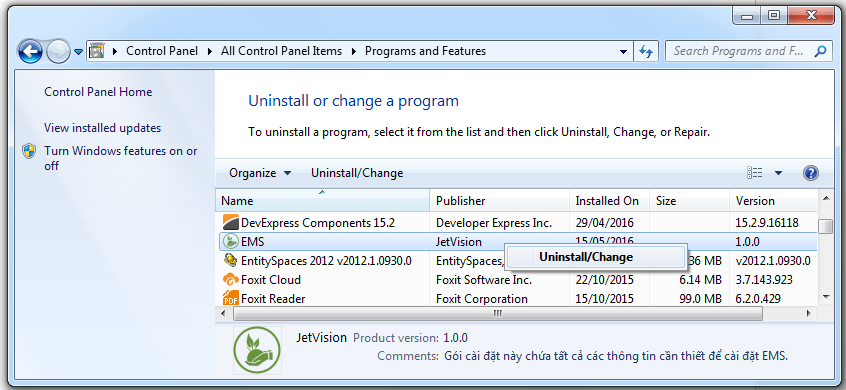 Control Panel All Control Panel Items Programs and Features Search Programs and F...
Control Panel Home
View installed updates
Turn Windows features on or
off
Uninstall or change a program
To uninstall a program, select it from the list and then click Uninstall, Change, or Repair.
Organize Uninstall/Change
Name Publisher Installed On Size Version
DevExpress Components 15.2 Developer Express Inc. 29/04/2016 15.2.9.16118
EMS JetVision 15/05/2016 1.0.0
Uninstall/Change
EntitySpaces 2012 v2012.1.0930.0 EntitySpaces, 36 MB v2012.1.0930.0
Foxit Cloud Foxit Software Inc. 22/10/2015 6.14 MB 3.7.143.923
Foxit Reader Foxit Corporation 15/10/2015 99.0 MB 6.2.0.429
JetVision Product version: 1.0.0
Comments: Gói cài đặt này chứa tất cả các thông tin cần thiết để cài đặt EMS.